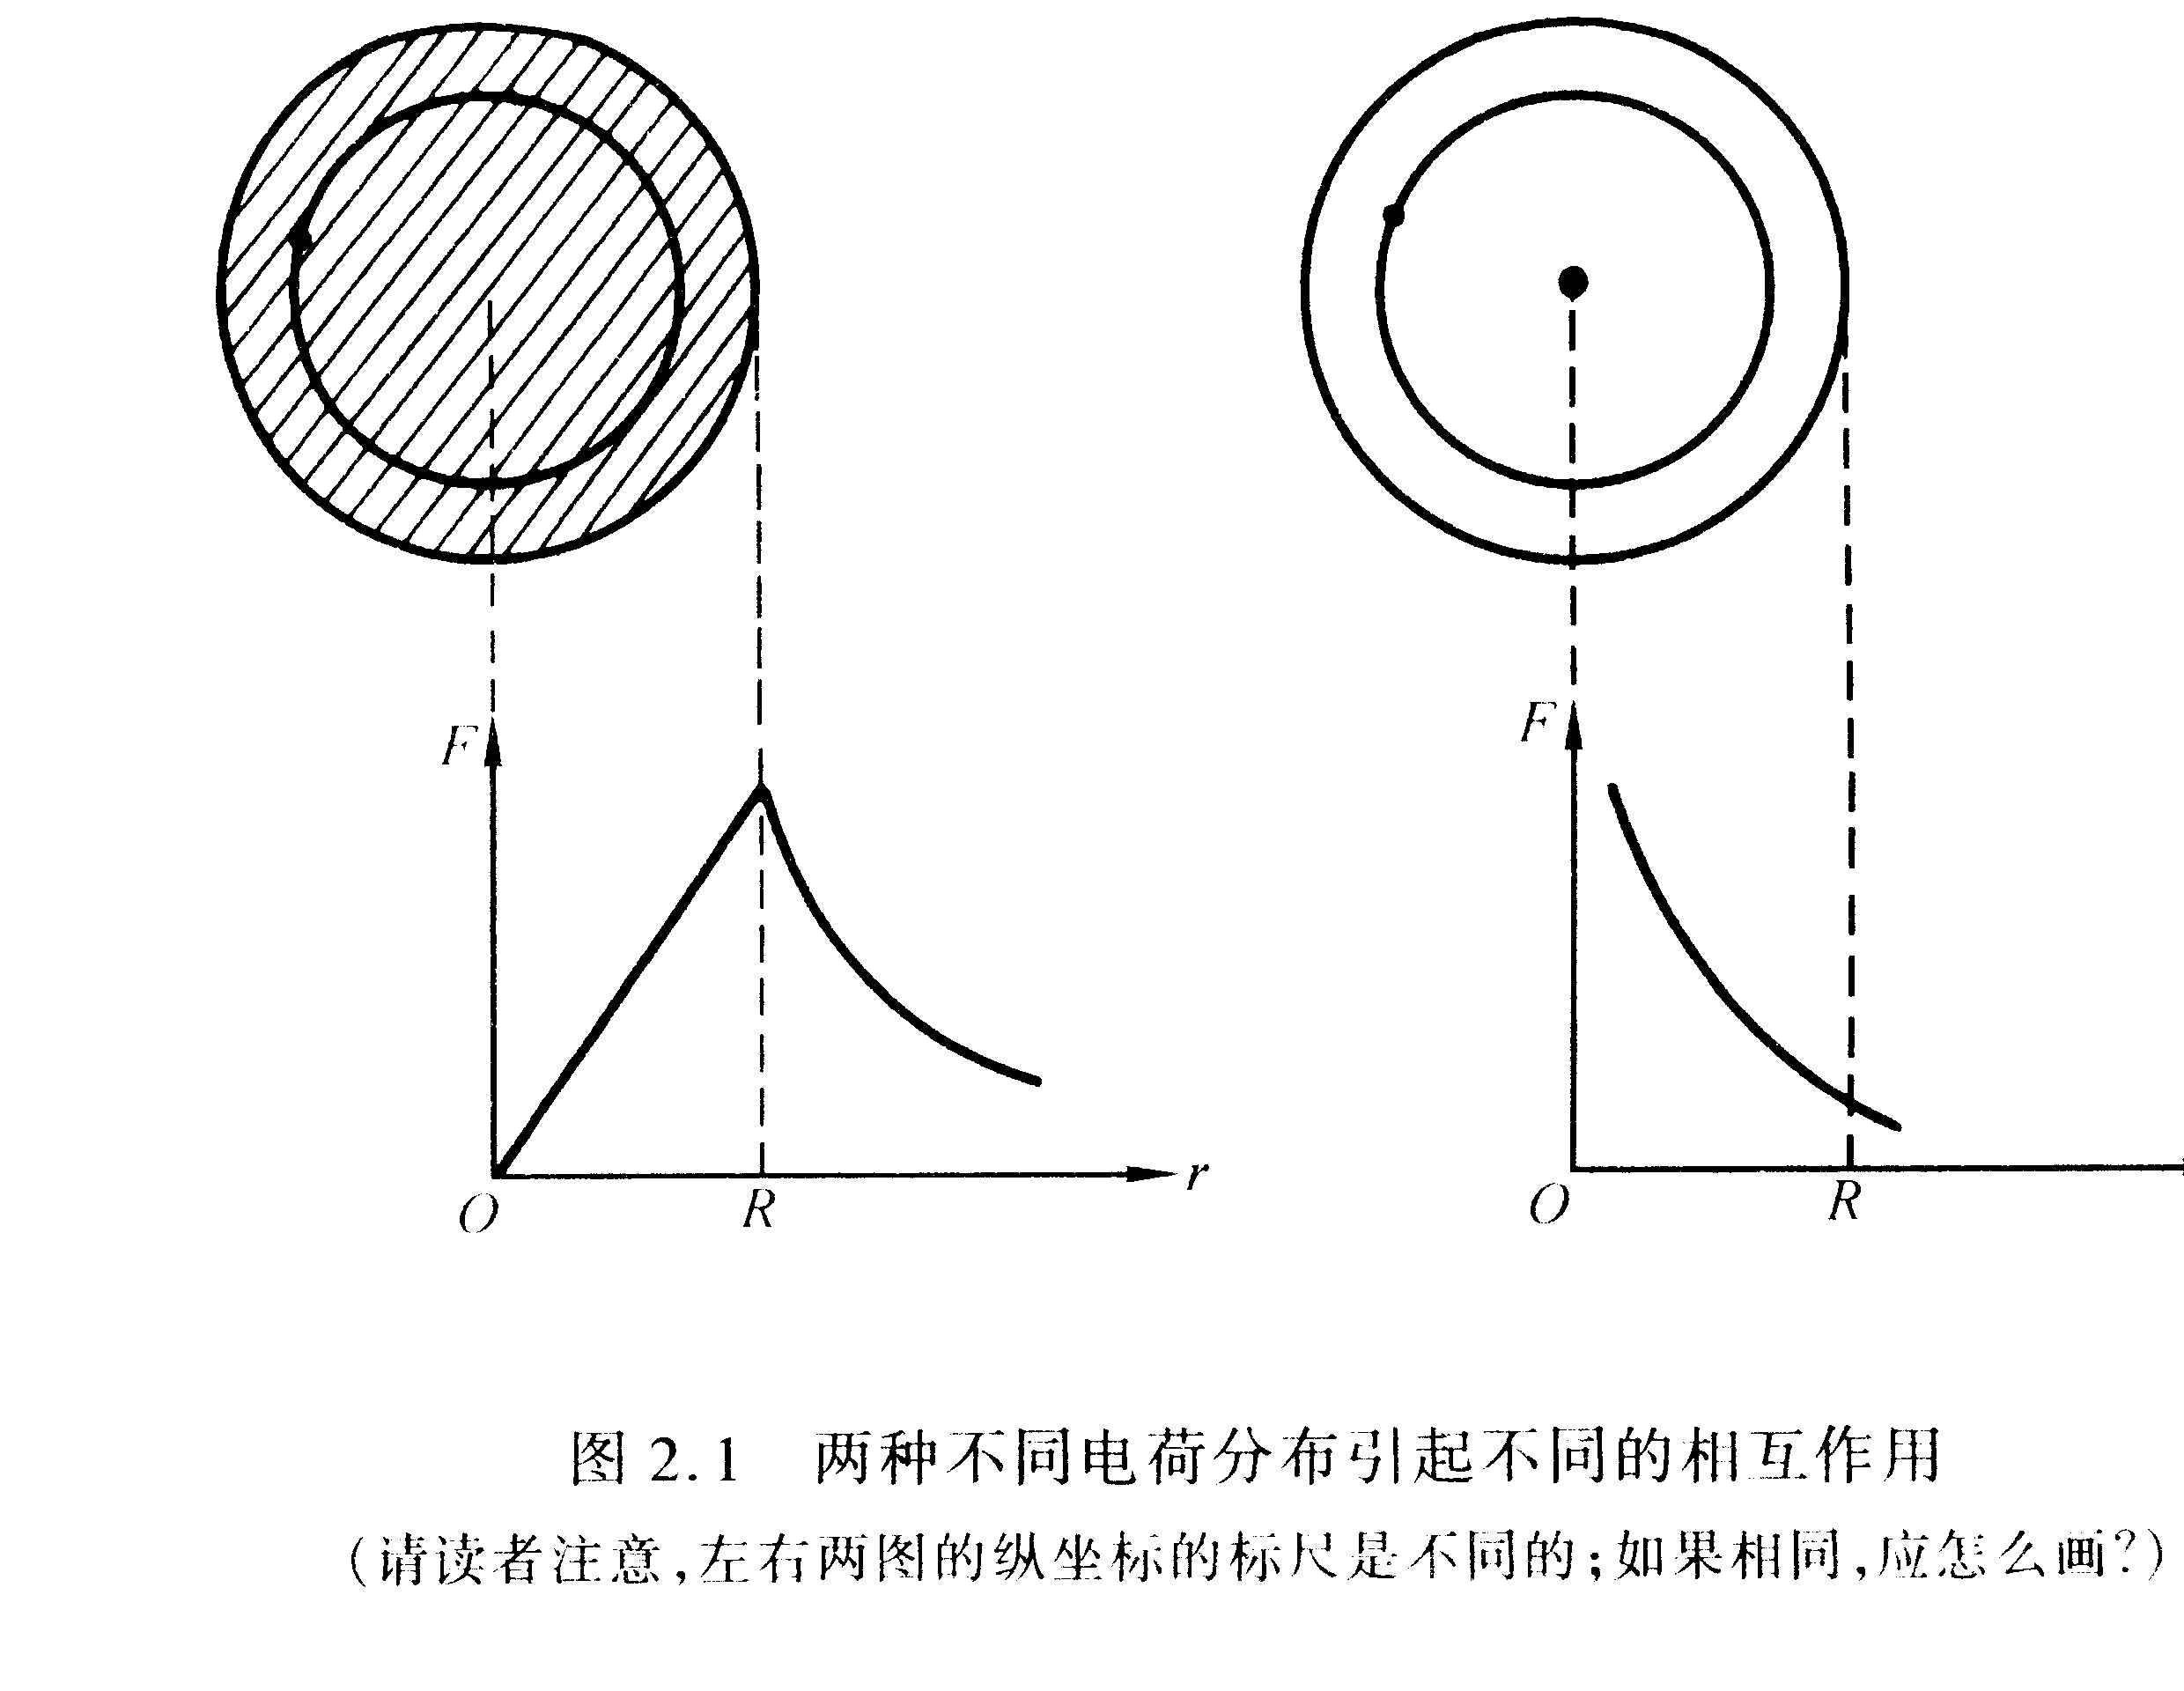 F
F
O
R
r
O
R
图 2.1 两种不同电荷分布引起不同的相互作用
(请读者注意,左右两图的纵坐标的标尺是不同的;如果相同,应怎么画?)